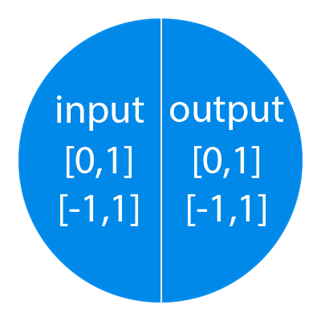 input output
[0,1] [0,1]
[-1,1] [-1,1]